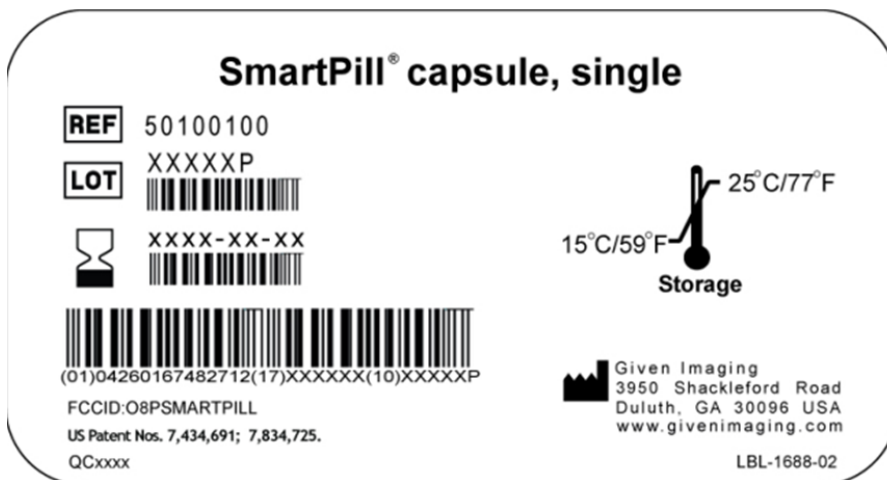 SmartPill® capsule, single
REF 50100100
LOT XXXXXP
XXXX-XX-XX
25°C/77°F
15°C/59°F
Storage
(01)04260167482712(17)XXXXXX(10)XXXXXP
FCCID:O8PSMARTPILL
US Patent Nos. 7,434,691; 7,834,725.
QCxxxx
Given Imaging
3950 Shackleford Road
Duluth, GA 30096 USA
www.givenimaging.com
LBL-1688-02